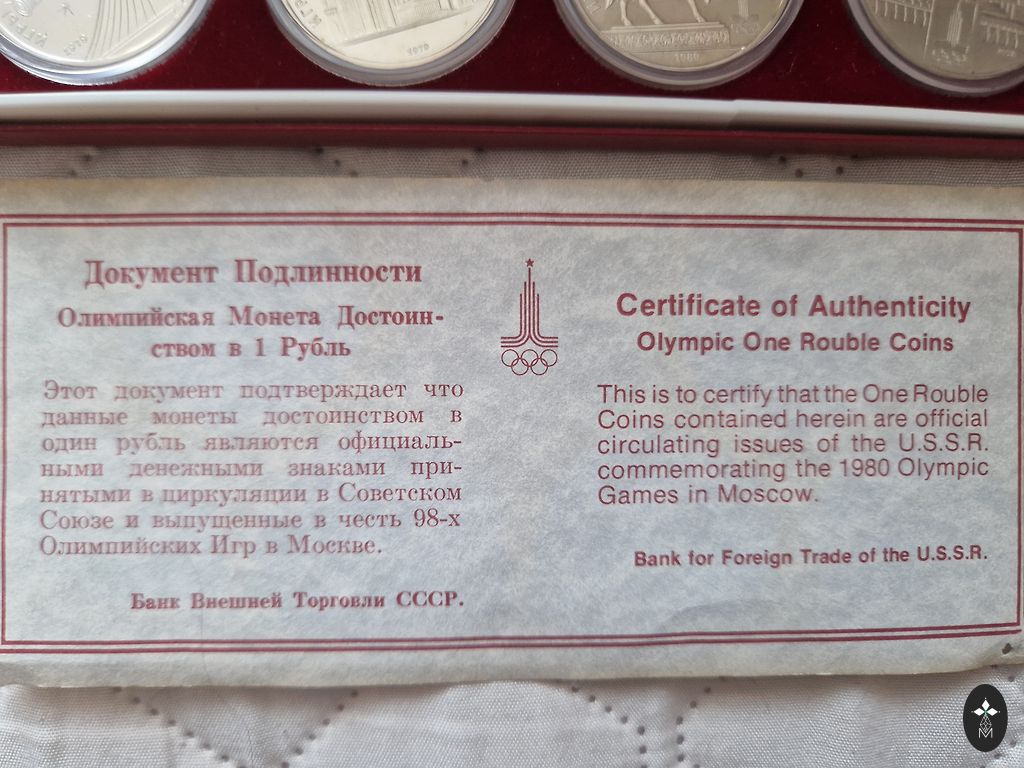 1979
1980
Документ Подлинности
Олимпийская Монета Достоин-
ством в 1 Рубль
Этот документ подтверждает что
данные монеты достоинством в
один рубль являются официаль-
ными денежными знаками при-
нятыми в циркуляции в Советском
Союзе и выпущенные в честь 98-х
Олимпийских Игр в Москве.
Банк Внешней Торговли СССР.
Certificate of Authenticity
Olympic One Rouble Coins
This is to certify that the One Rouble
Coins contained herein are official
circulating issues of the U.S.S.R.
commemorating the 1980 Olympic
Games in Moscow.
Bank for Foreign Trade of the U.S.S.R.
M